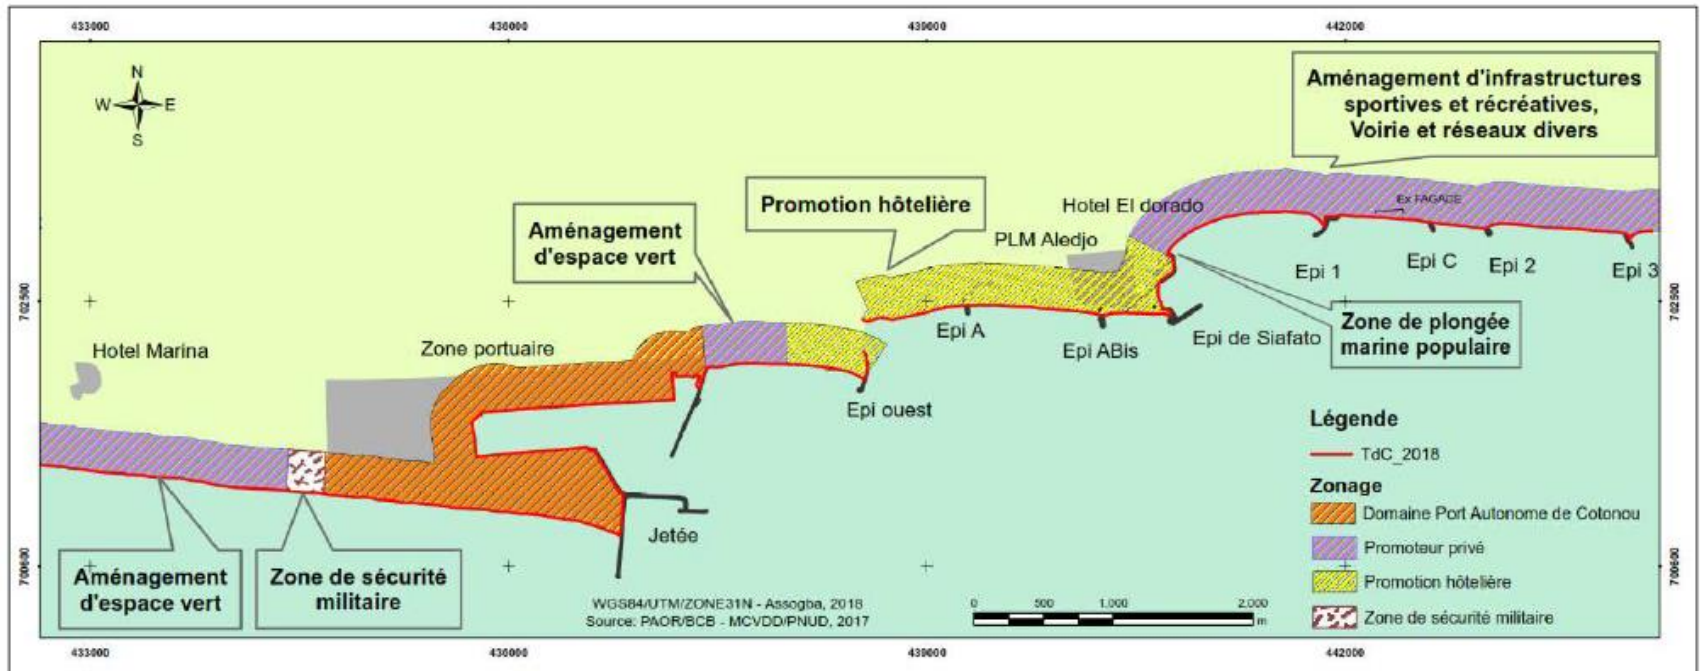 433000 436000 439000 442000
N
W E
S
Aménagement d'infrastructures
sportives et récréatives,
Voirie et réseaux divers
Promotion hôtelière
Hotel El dorado
Ex FAGACE
Aménagement
d'espace vert
PLM Aledjo
Epi 1
Epi C
Epi 2
Epi 3
702500
702500
Epi A
Epi ABis
Epi de Siafato
Zone de plongée
marine populaire
Hotel Marina
Zone portuaire
Epi ouest
Légende
TdC_2018
Zonage
Domaine Port Autonome de Cotonou
Promoteur privé
Promotion hôtelière
Zone de sécurité militaire
Jetée
700600
700600
Aménagement
d'espace vert
Zone de sécurité
militaire
WGS84/UTM/ZONE31N - Assogba, 2018
Source: PAOR/BCB - MCVDD/PNUD, 2017
0 500 1.000 2.000
m
433000 436000 439000 442000